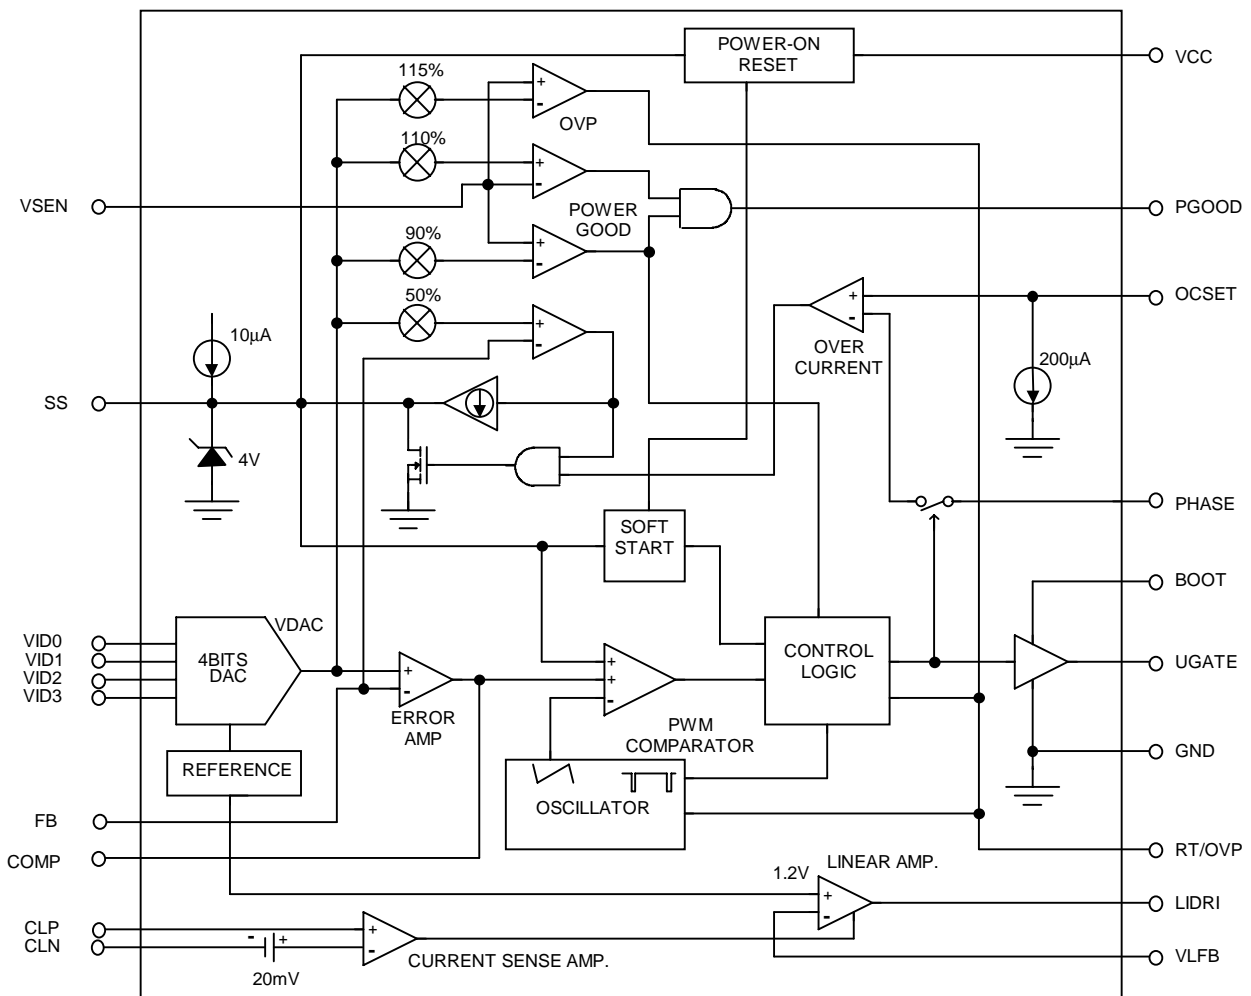 POWER-ON
RESET
VCC
115%
+
-
OVP
110%
+
-
VSEN
POWER
GOOD
PGOOD
90%
+
-
50%
+
-
+
-
OCSET
OVER
CURRENT
10μA
200μA
SS
4V
PHASE
SOFT
START
BOOT
VDAC
VID0
VID1
VID2
VID3
4BITS
DAC
+
-
ERROR
AMP
+
+
-
PWM
COMPARATOR
CONTROL
LOGIC
UGATE
REFERENCE
GND
OSCILLATOR
FB
COMP
RT/OVP
1.2V
LINEAR AMP.
+
-
LIDRI
CLP
CLN
-
+
20mV
+
-
CURRENT SENSE AMP.
VLFB